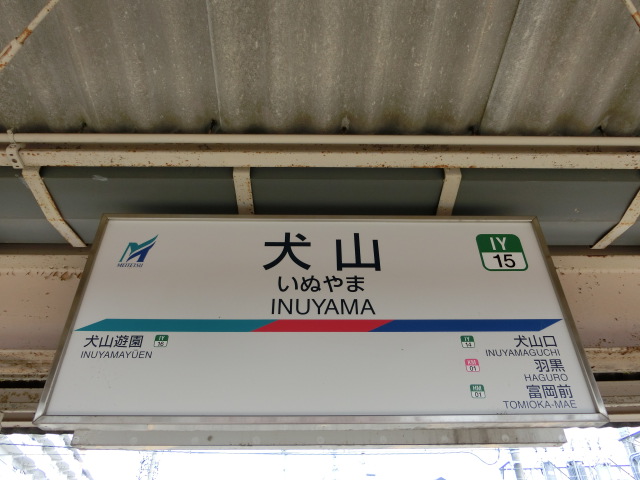 MEITETSU
犬山
いぬやま
INUYAMA
IY
15
犬山遊園 IY 16
INUYAMAYŪEN
IY 14 犬山口
INUYAMAGUCHI
KM 01 羽黒
HAGURO
HM 01 富岡前
TOMIOKA-MAE